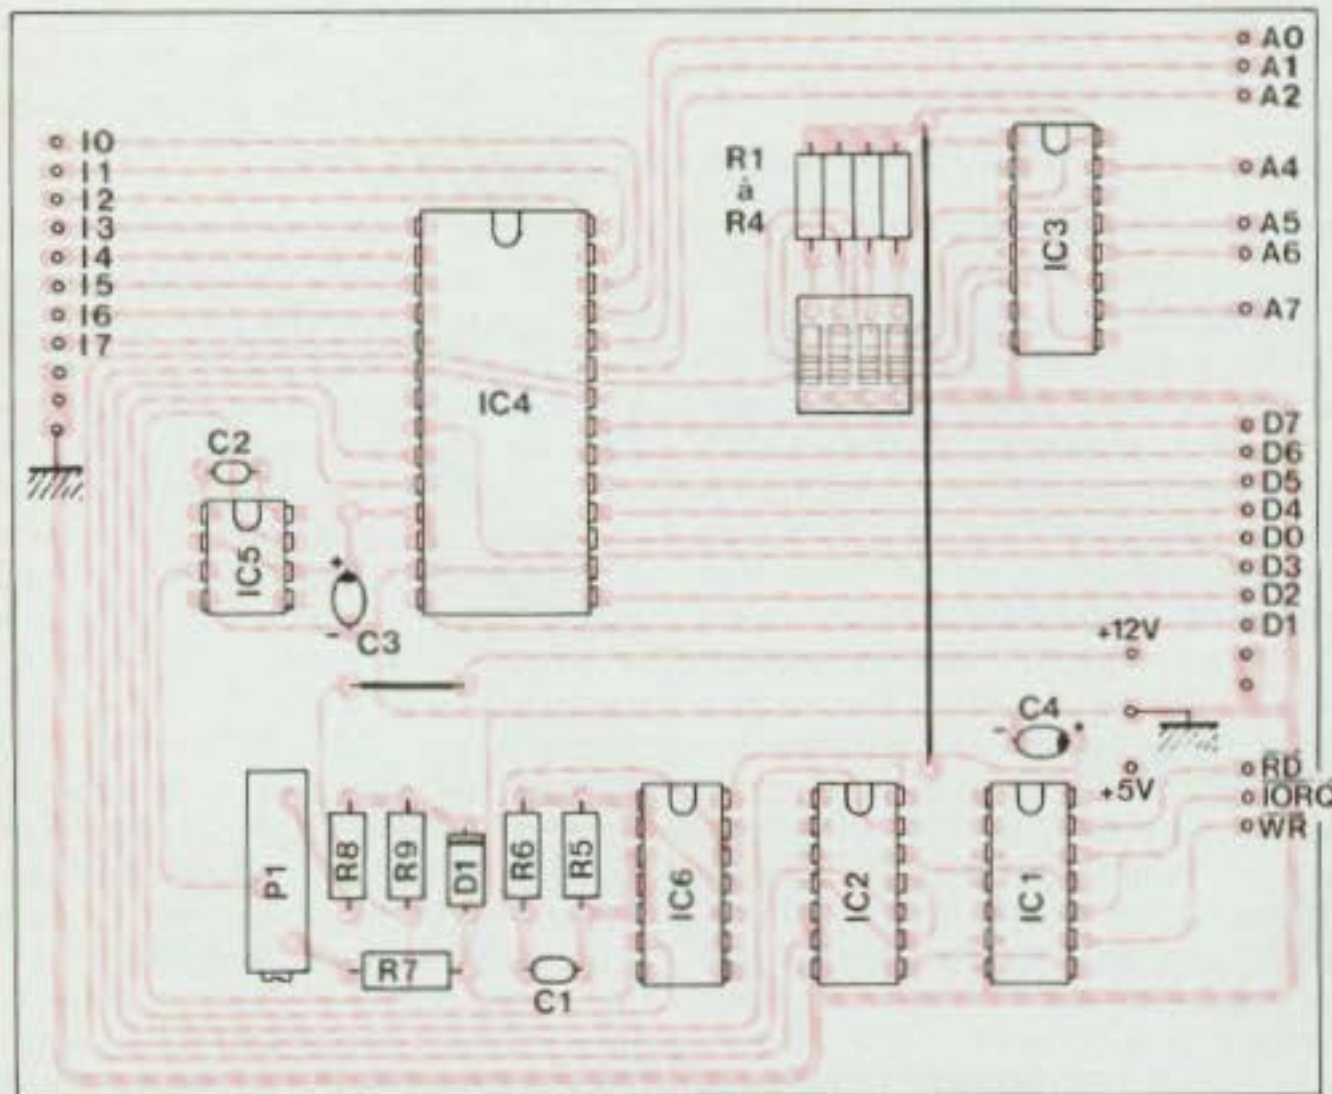 A0
A1
A2
I0
I1
I2
I3
I4
I5
I6
I7
R1
à
R4
IC3
A4
A5
A6
A7
IC4
C2
IC5
+
-
C3
D7
D6
D5
D4
D0
D3
D2
D1
+12V
C4
-
+
+5V
RD
IORQ
WR
P1
R8
R9
D1
R6
R5
IC6
IC2
IC1
R7
C1